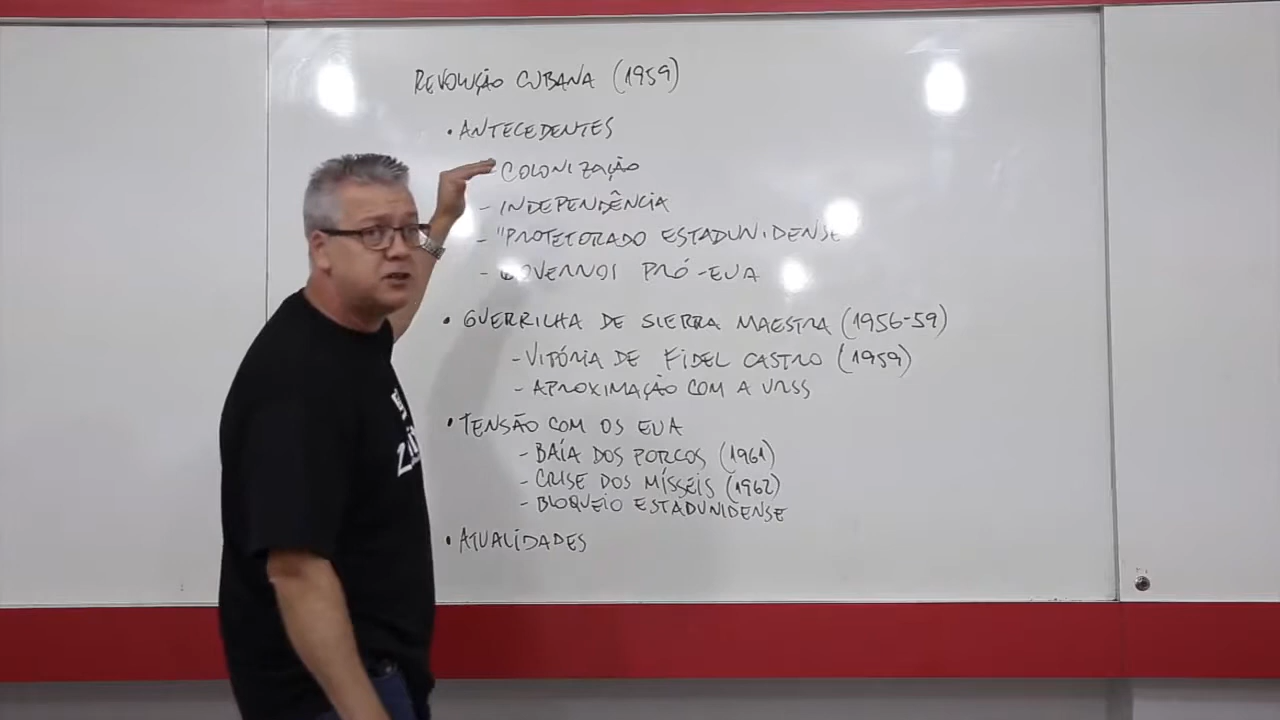 REVOLUÇÃO CUBANA (1959)
• ANTECEDENTES
- COLONIZAÇÃO
- INDEPENDÊNCIA
- "PROTETORADO ESTADUNIDENSE
- GOVERNOS PRÓ-EUA
• GUERRILHA DE SIERRA MAESTRA (1956-59)
- VITÓRIA DE FIDEL CASTRO (1959)
- APROXIMAÇÃO COM A URSS
• TENSÃO COM OS EUA
- BAÍA DOS PORCOS (1961)
- CRISE DOS MÍSSEIS (1962)
- BLOQUEIO ESTADUNIDENSE
• ATUALIDADES